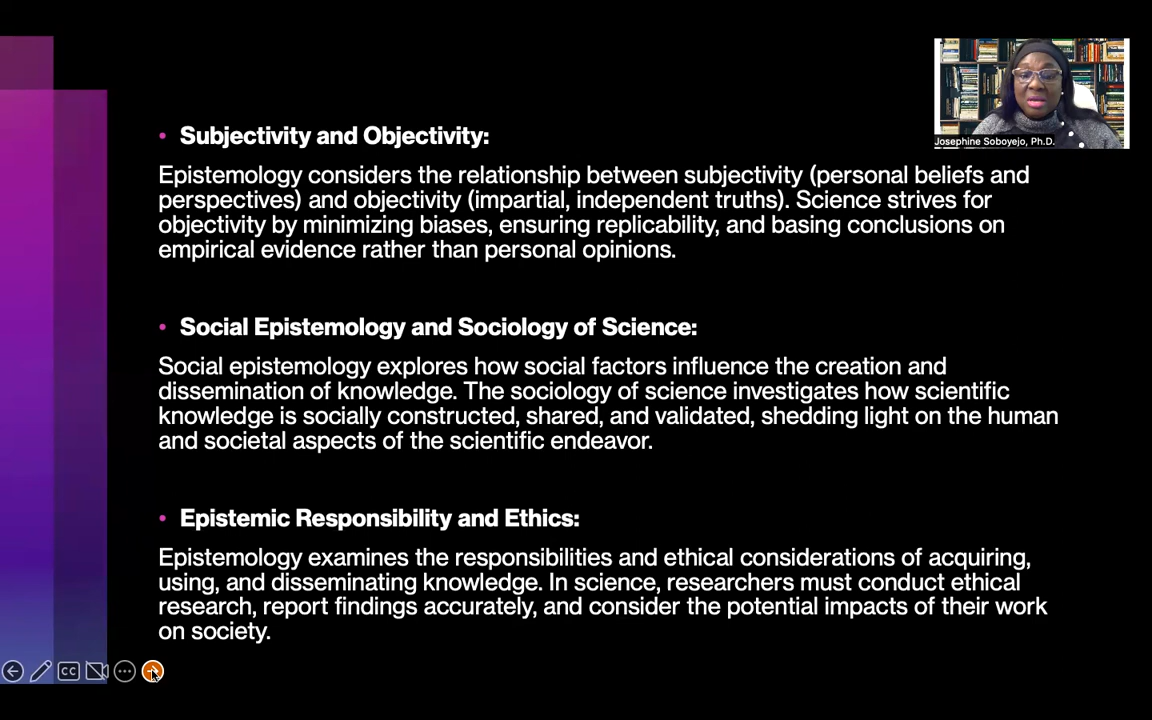 Josephine Soboyejo, Ph.D.
• Subjectivity and Objectivity:
Epistemology considers the relationship between subjectivity (personal beliefs and
perspectives) and objectivity (impartial, independent truths). Science strives for
objectivity by minimizing biases, ensuring replicability, and basing conclusions on
empirical evidence rather than personal opinions.
• Social Epistemology and Sociology of Science:
Social epistemology explores how social factors influence the creation and
dissemination of knowledge. The sociology of science investigates how scientific
knowledge is socially constructed, shared, and validated, shedding light on the human
and societal aspects of the scientific endeavor.
• Epistemic Responsibility and Ethics:
Epistemology examines the responsibilities and ethical considerations of acquiring,
using, and disseminating knowledge. In science, researchers must conduct ethical
research, report findings accurately, and consider the potential impacts of their work
on society.
CC